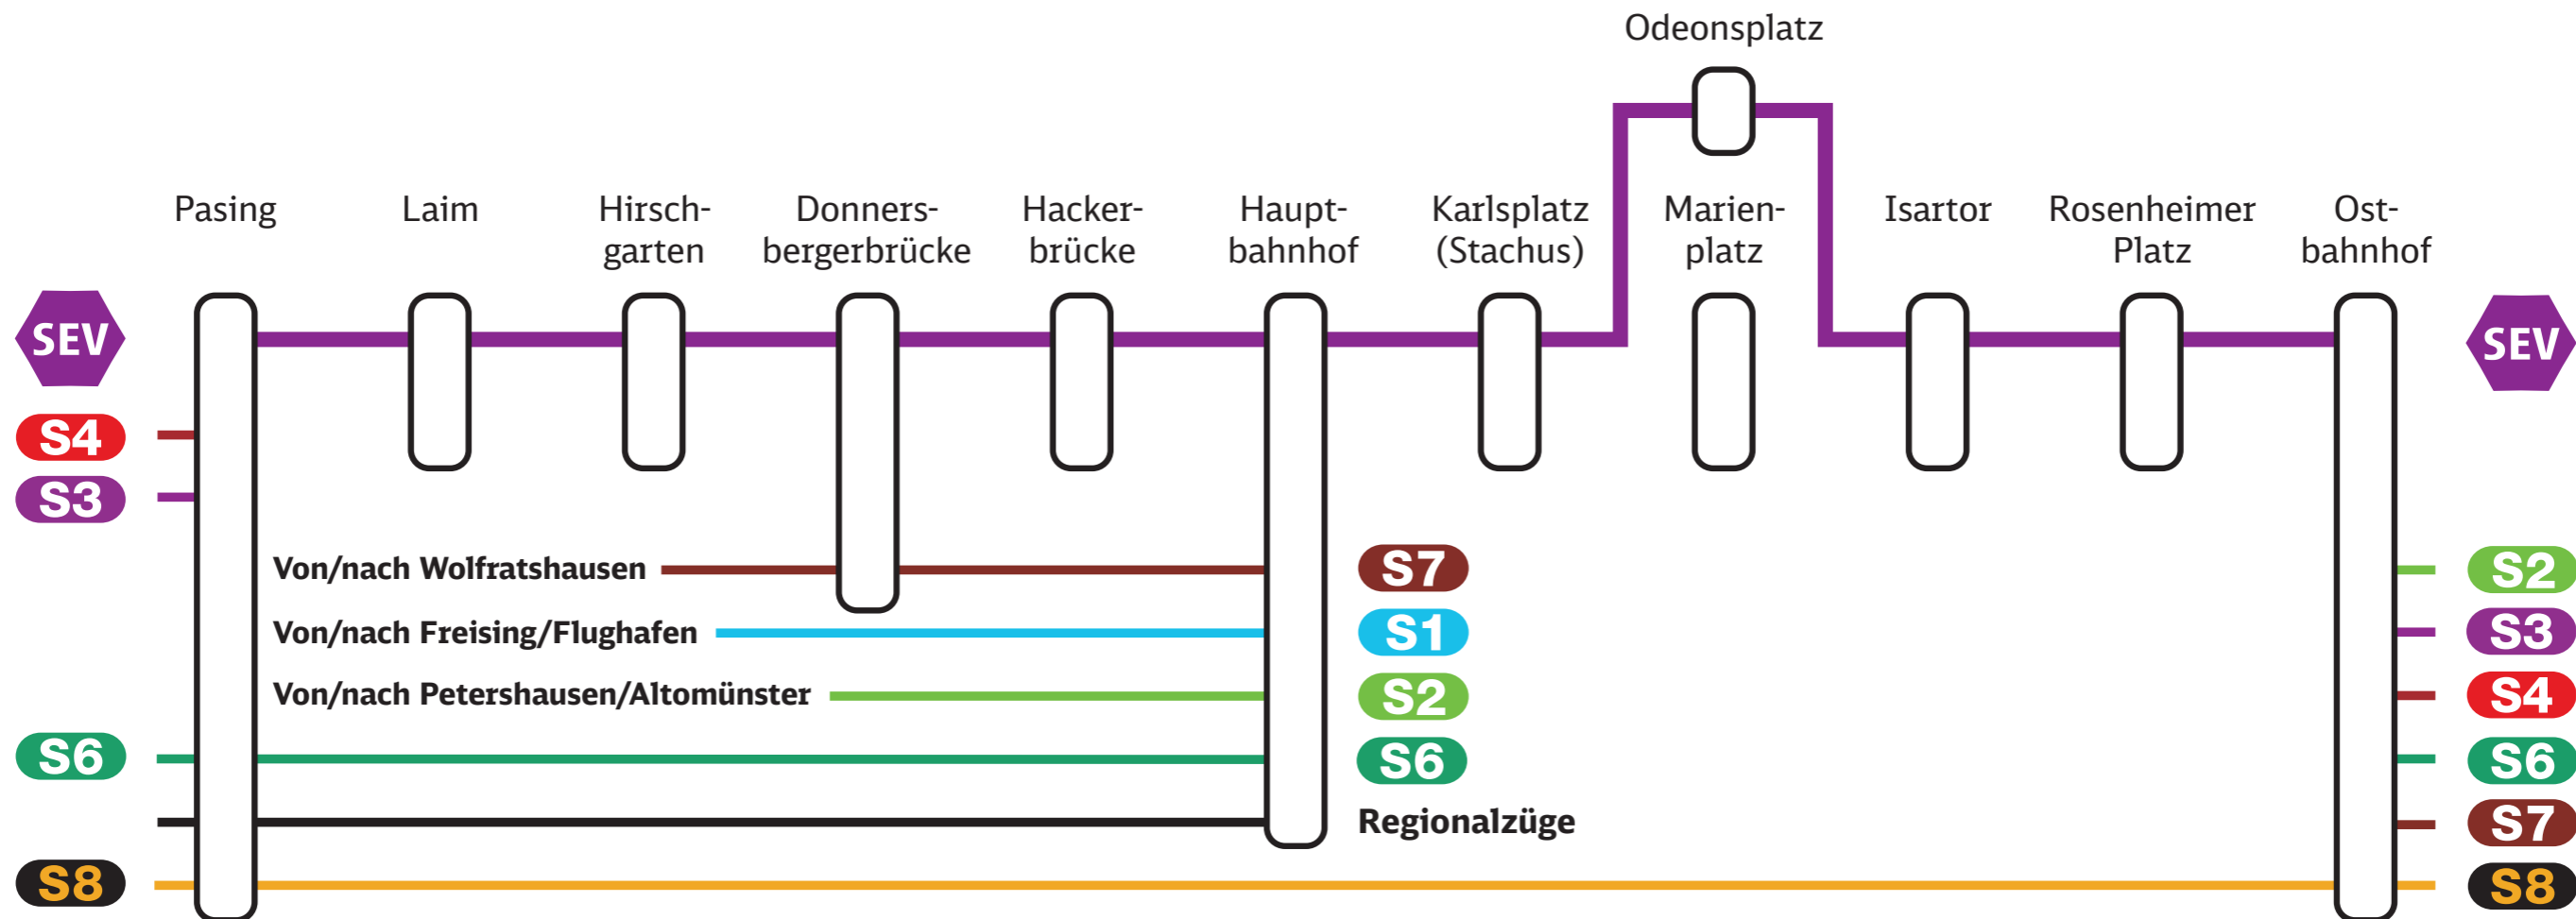 Odeonsplatz
Pasing
Laim
Hirsch-
garten
Donners-
bergerbrücke
Hacker-
brücke
Haupt-
bahnhof
Karlsplatz
(Stachus)
Marien-
platz
Isartor
Rosenheimer
Platz
Ost-
bahnhof
SEV
SEV
S4
S3
Von/nach Wolfratshausen
S7
S2
Von/nach Freising/Flughafen
S1
S3
Von/nach Petershausen/Altomünster
S2
S4
S6
S6
S6
Regionalzüge
S7
S8
S8